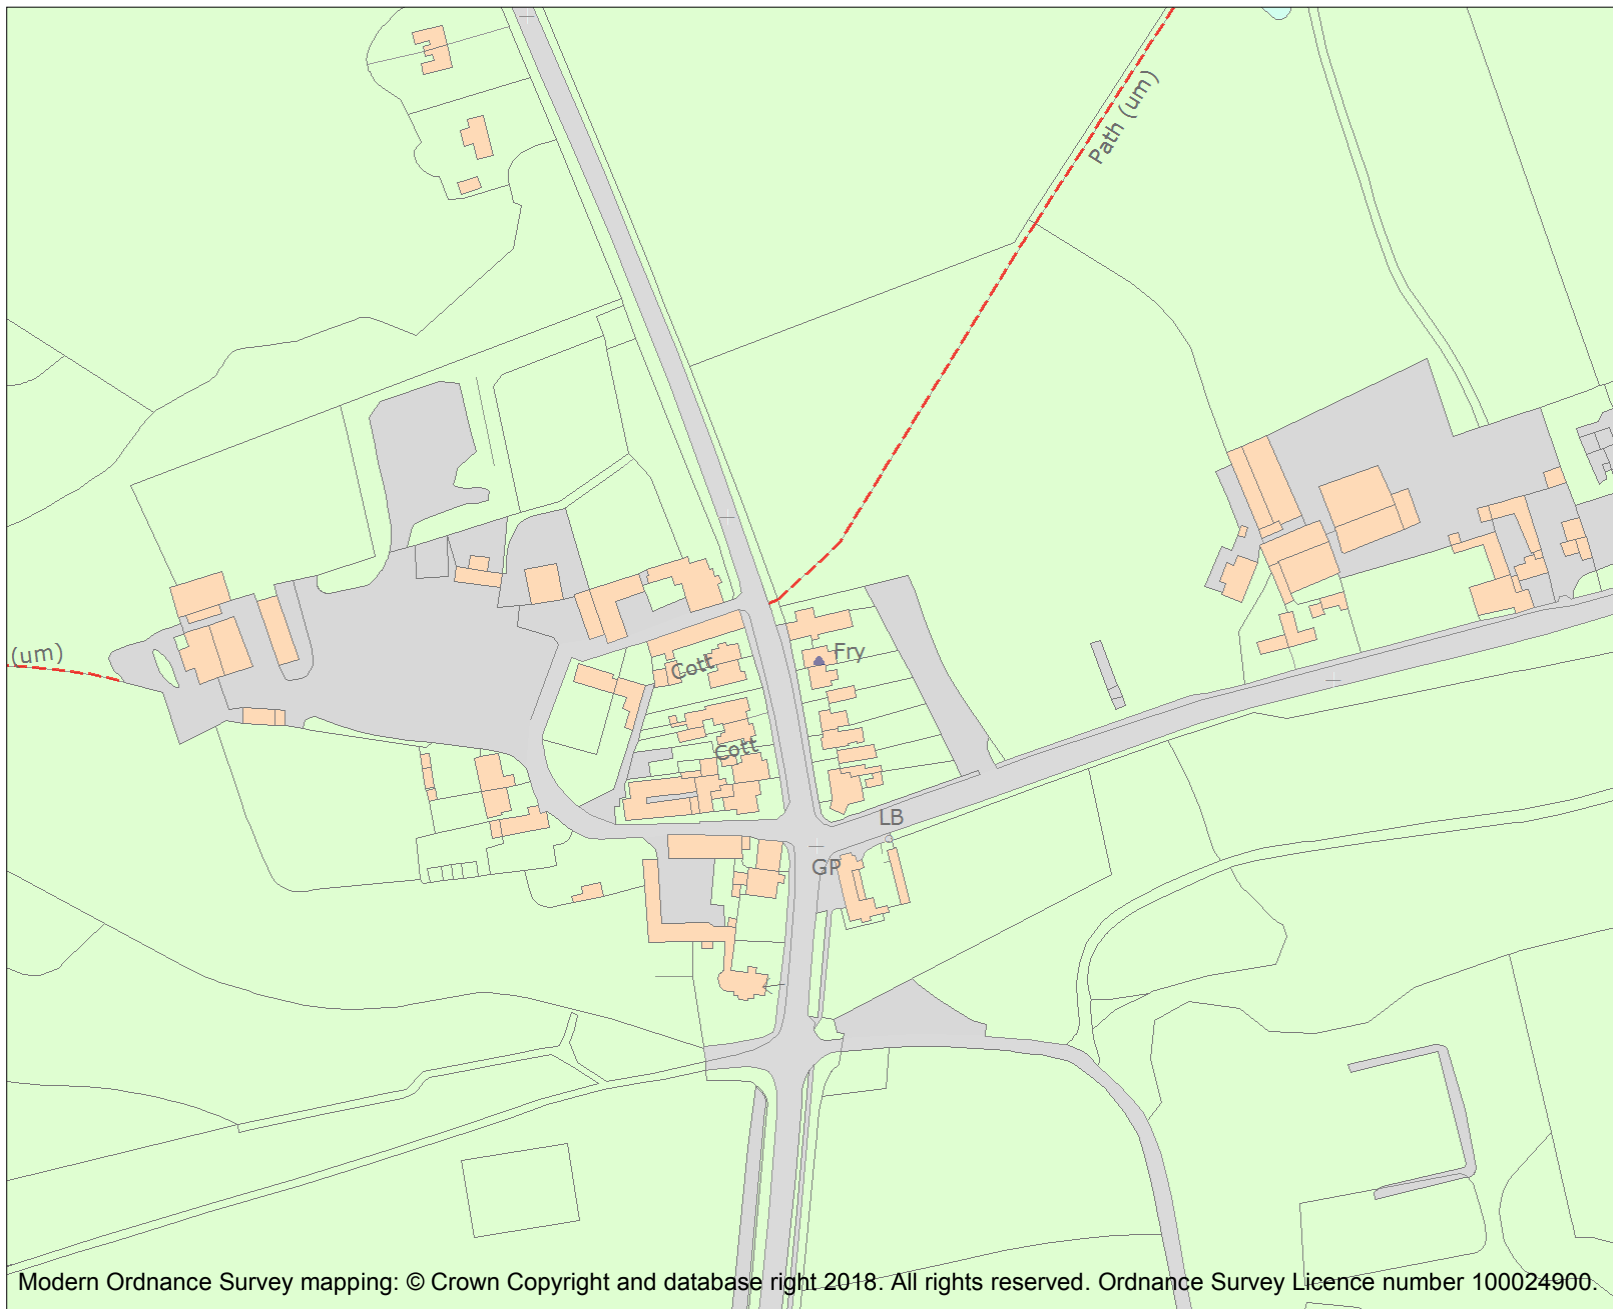 Path (um)
(um)
Fry
Cott
Cott
LB
GP
Modern Ordnance Survey mapping: © Crown Copyright and database right 2018. All rights reserved. Ordnance Survey Licence number 100024900.